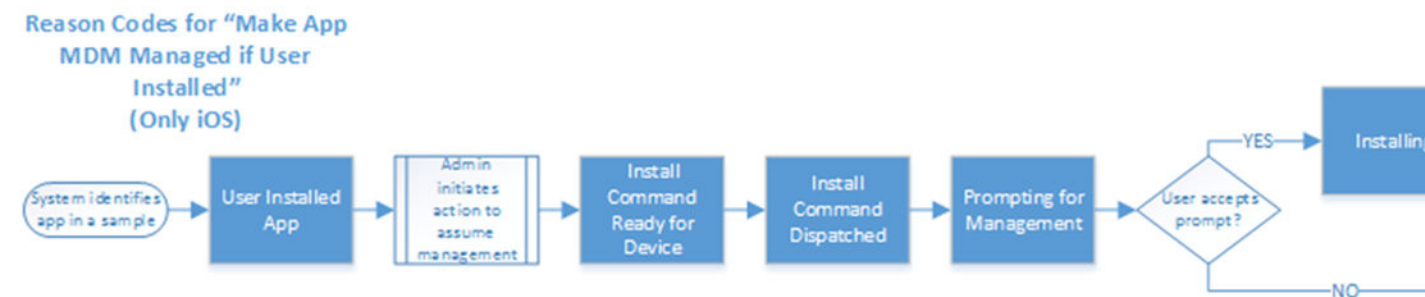 Reason Codes for “Make App
MDM Managed if User
Installed”
(Only iOS)
System identifies
app in a sample
User Installed
App
Admin
initiates
action to
assume
management
Install
Command
Ready for
Device
Install
Command
Dispatched
Prompting for
Management
User accepts
prompt?
YES
Installing
NO